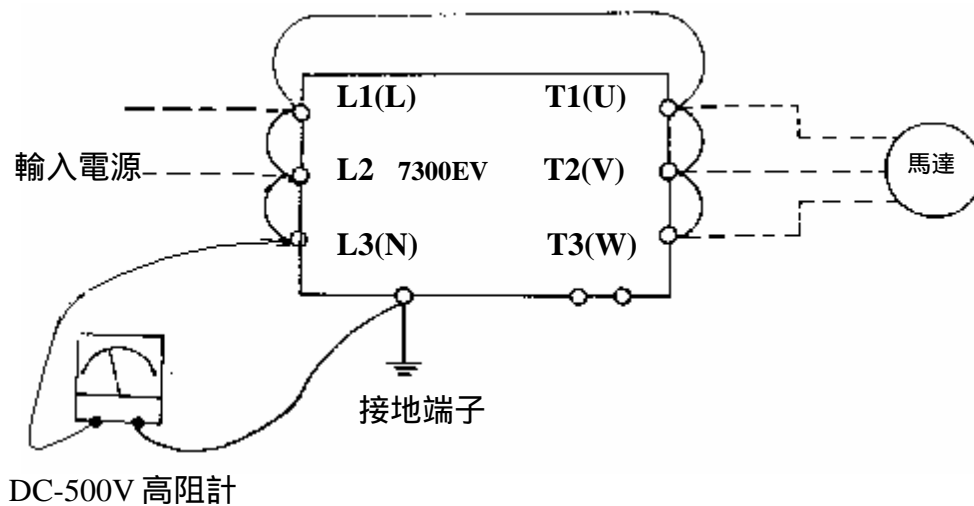 L1(L) T1(U)
輸入電源 L2 7300EV T2(V) 馬達
L3(N) T3(W)
接地端子
DC-500V 高阻計